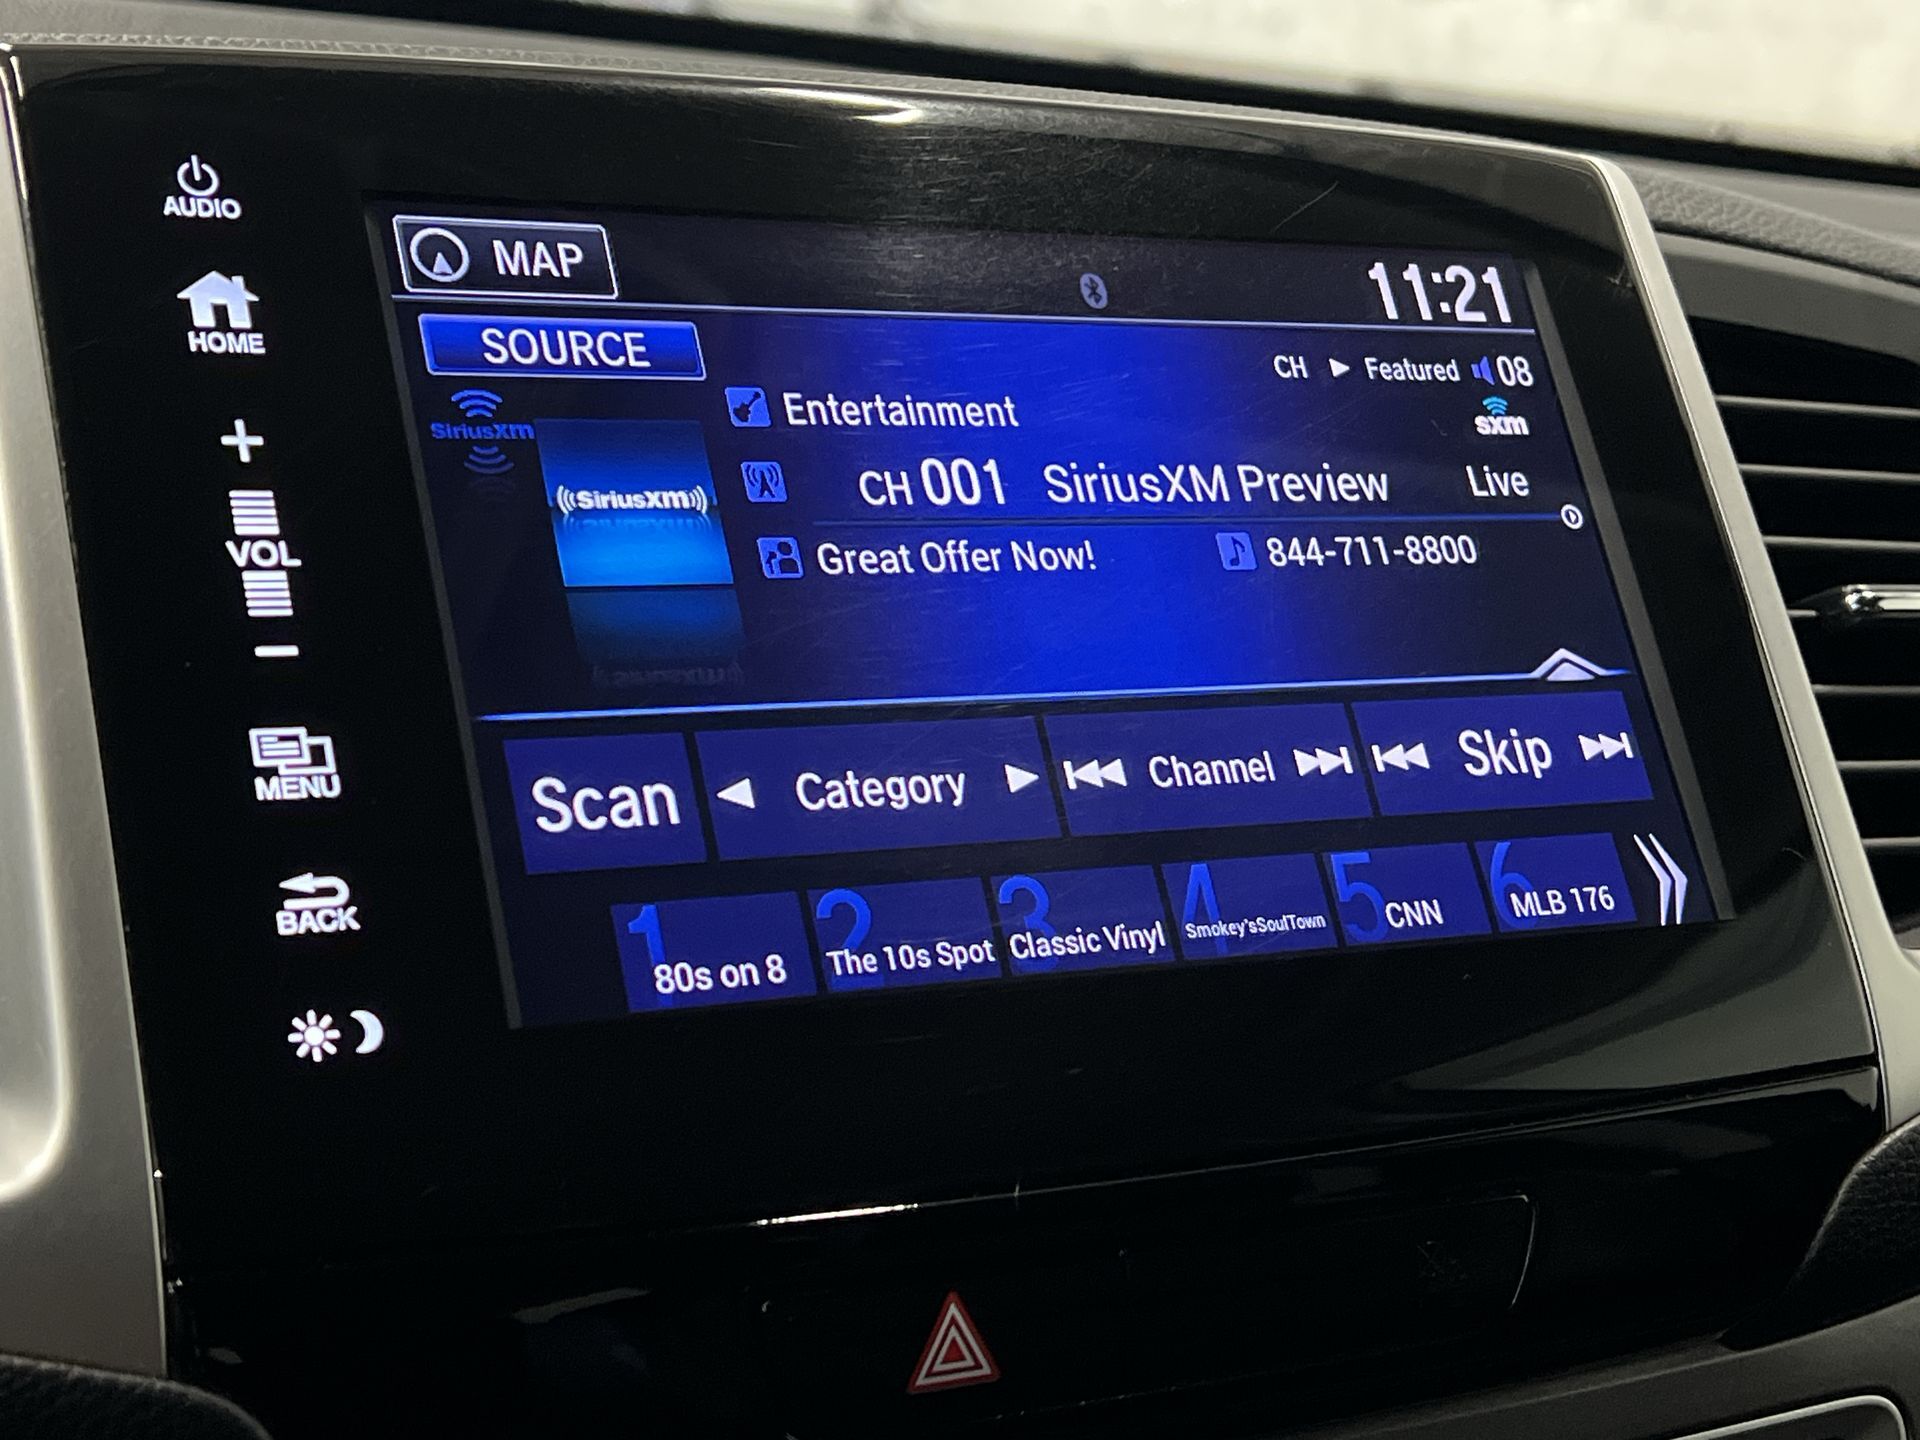 AUDIO
HOME
+
VOL
-
MENU
BACK
MAP
11:21
SOURCE
CH ▶ Featured 08
SiriusXM
Entertainment
sxm
((SiriusXM))
CH 001 SiriusXM Preview Live
Great Offer Now! 844-711-8800
Scan ◀ Category ▶ Channel Skip
1 80s on 8
2 The 10s Spot
3 Classic Vinyl
4 Smokey'sSoulTown
5 CNN
6 MLB 176